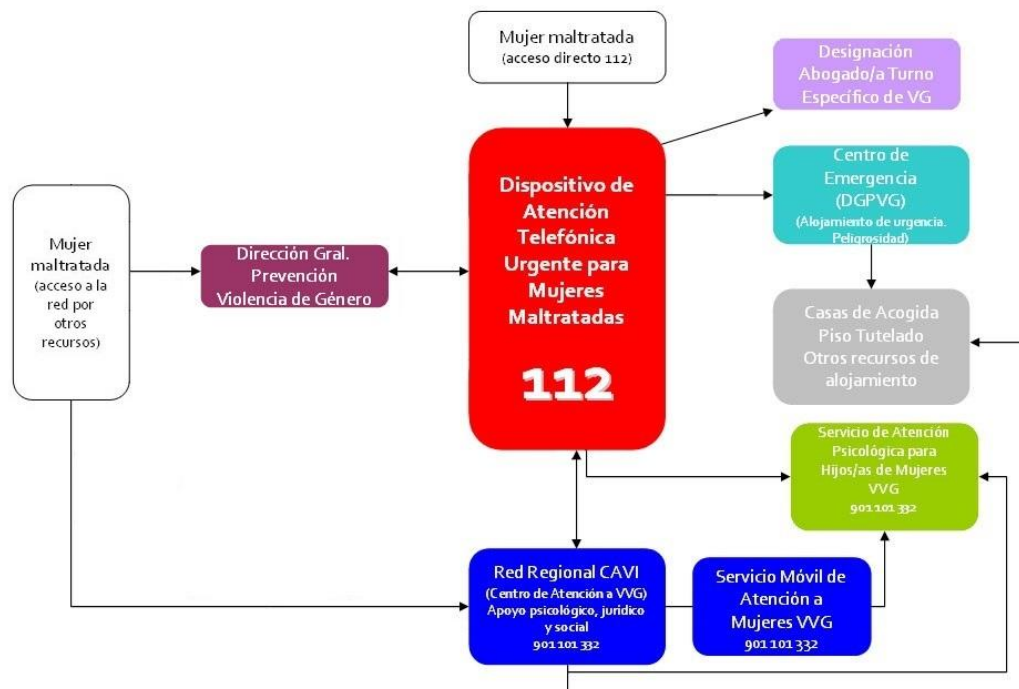 Mujer maltratada
(acceso directo 112)
Designación
Abogado/a Turno
Específico de VG
Dispositivo de
Atención
Telefónica
Urgente para
Mujeres
Maltratadas
112
Centro de
Emergencia
(DGPVG)
(Alojamiento de urgencia.
Peligrosidad)
Mujer
maltratada
(acceso a la
red por
otros
recursos)
Dirección Gral.
Prevención
Violencia de Género
Casas de Acogida
Piso Tutelado
Otros recursos de
alojamiento
Servicio de Atención
Psicológica para
Hijos/as de Mujeres
VVG
901 101 332
Red Regional CAVI
(Centro de Atención a VVG)
Apoyo psicológico, jurídico
y social
901 101 332
Servicio Móvil de
Atención a
Mujeres VVG
901 101 332